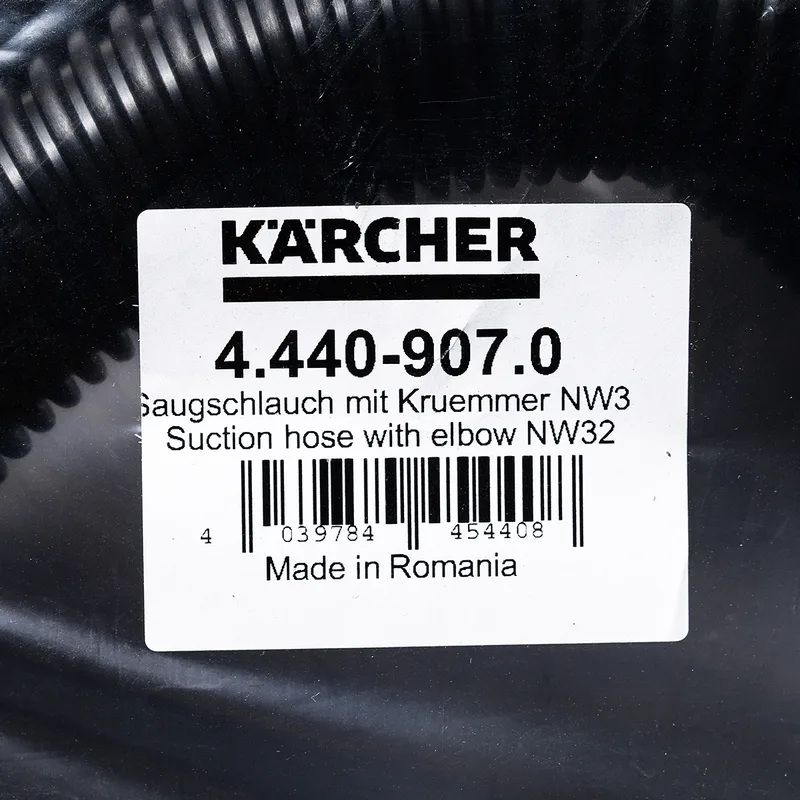 KÄRCHER
4.440-907.0
Saugschlauch mit Kruemmer NW3
Suction hose with elbow NW32
4 039784 454408
Made in Romania